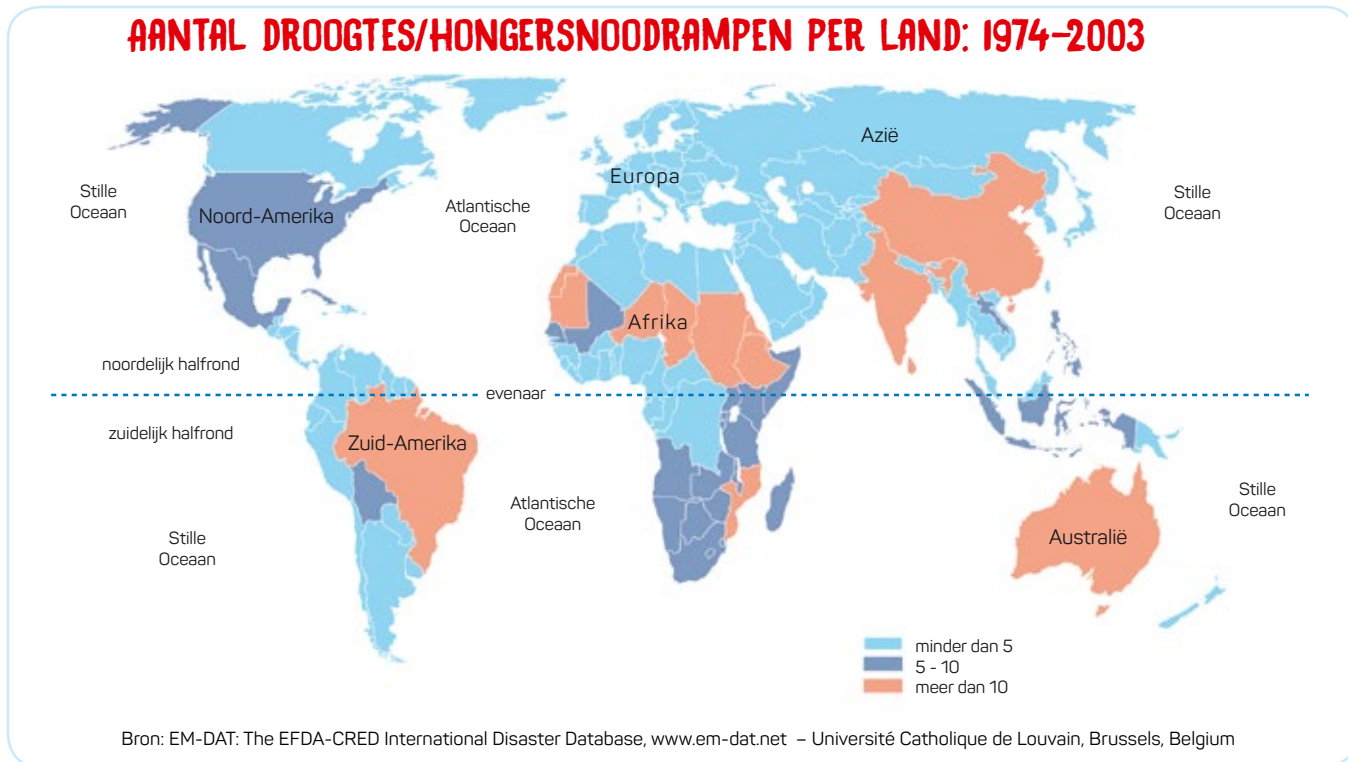 AANTAL DROOGTES/HONGERSNOODRAMPEN PER LAND: 1974–2003
Azië
Europa
Stille
Oceaan
Noord-Amerika
Atlantische
Oceaan
Stille
Oceaan
Afrika
noordelijk halfrond
evenaar
zuidelijk halfrond
Zuid-Amerika
Atlantische
Oceaan
Stille
Oceaan
Stille
Oceaan
Australië
minder dan 5
5 - 10
meer dan 10
Bron: EM-DAT: The EFDA-CRED International Disaster Database, www.em-dat.net – Université Catholique de Louvain, Brussels, Belgium